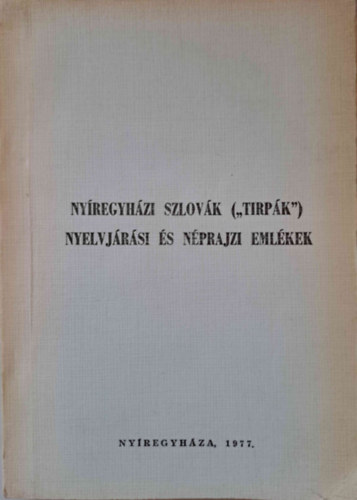 NYÍREGYHÁZI SZLOVÁK („TIRPÁK”)
NYELVJÁRÁSI ÉS NÉPRAJZI EMLÉKEK
NYÍREGYHÁZA, 1977.